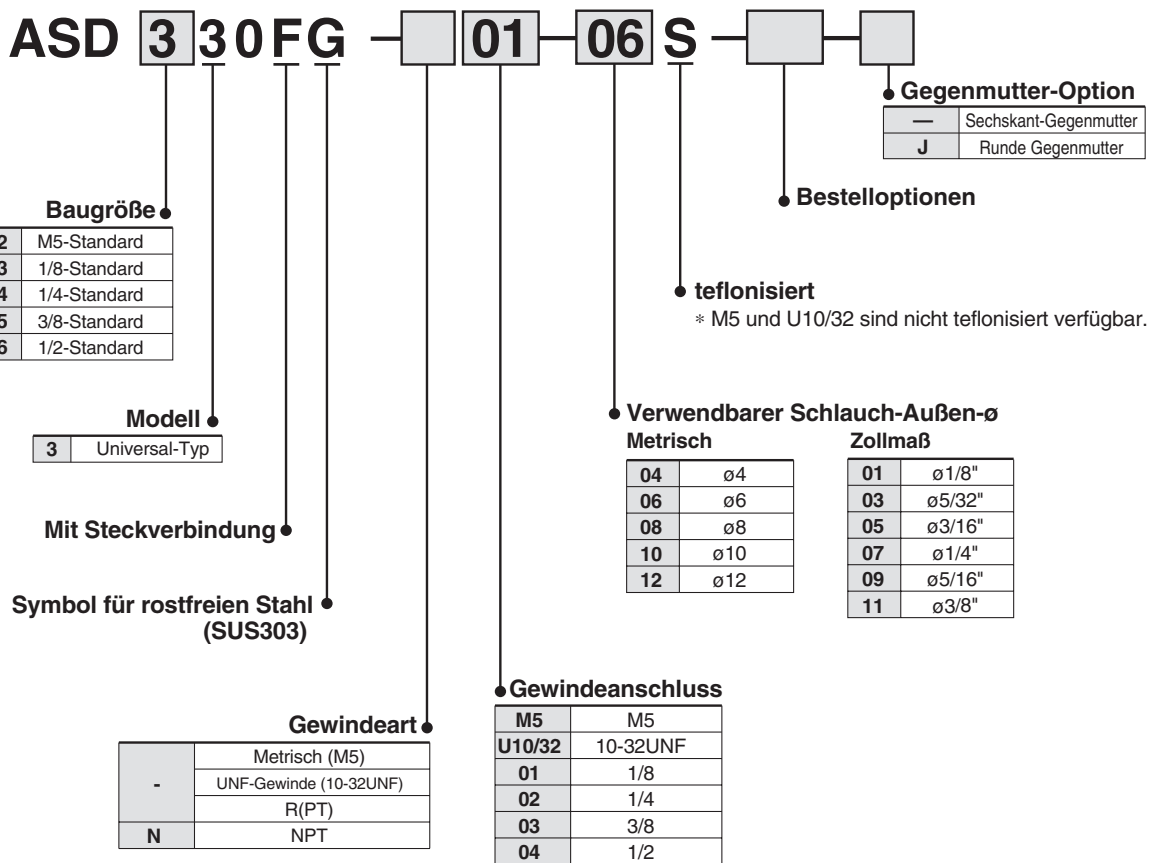 ASD 3 3 0 F G — 01 — 06 S —
Gegenmutter-Option
— Sechskant-Gegenmutter
J Runde Gegenmutter
Bestelloptionen
Baugröße
2 M5-Standard
3 1/8-Standard
4 1/4-Standard
5 3/8-Standard
6 1/2-Standard
teflonisiert
* M5 und U10/32 sind nicht teflonisiert verfügbar.
Modell
3 Universal-Typ
Verwendbarer Schlauch-Außen-ø
Metrisch
04 ø4
06 ø6
08 ø8
10 ø10
12 ø12
Zollmaß
01 ø1/8"
03 ø5/32"
05 ø3/16"
07 ø1/4"
09 ø5/16"
11 ø3/8"
Mit Steckverbindung
Symbol für rostfreien Stahl
(SUS303)
Gewindeart
- Metrisch (M5)
UNF-Gewinde (10-32UNF)
R(PT)
N NPT
Gewindeanschluss
M5 M5
U10/32 10-32UNF
01 1/8
02 1/4
03 3/8
04 1/2